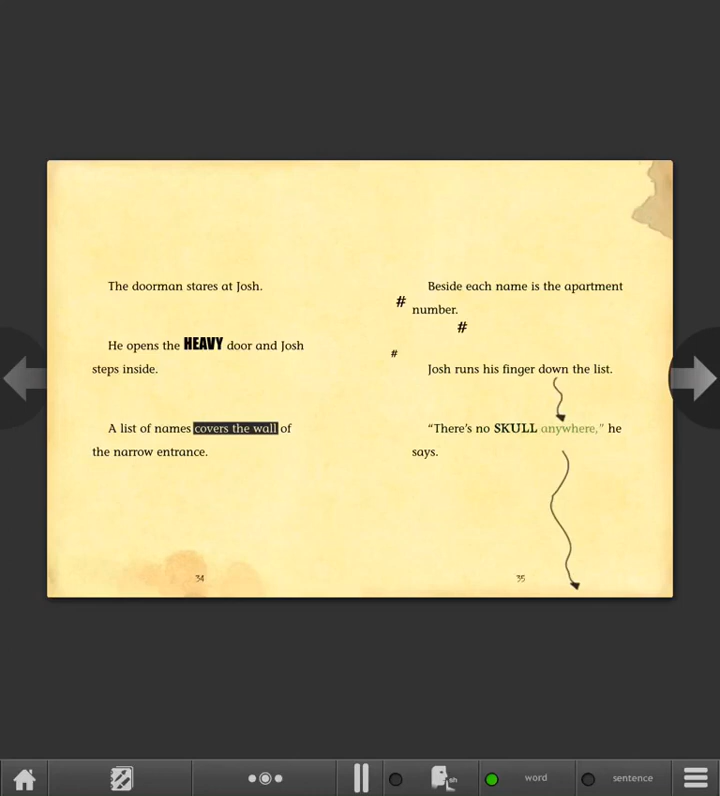 The doorman stares at Josh.
He opens the HEAVY door and Josh
steps inside.
A list of names covers the wall of
the narrow entrance.
34
Beside each name is the apartment
# number.
#
#
Josh runs his finger down the list.
“There’s no SKULL anywhere,” he
says.
35
sh
word
sentence